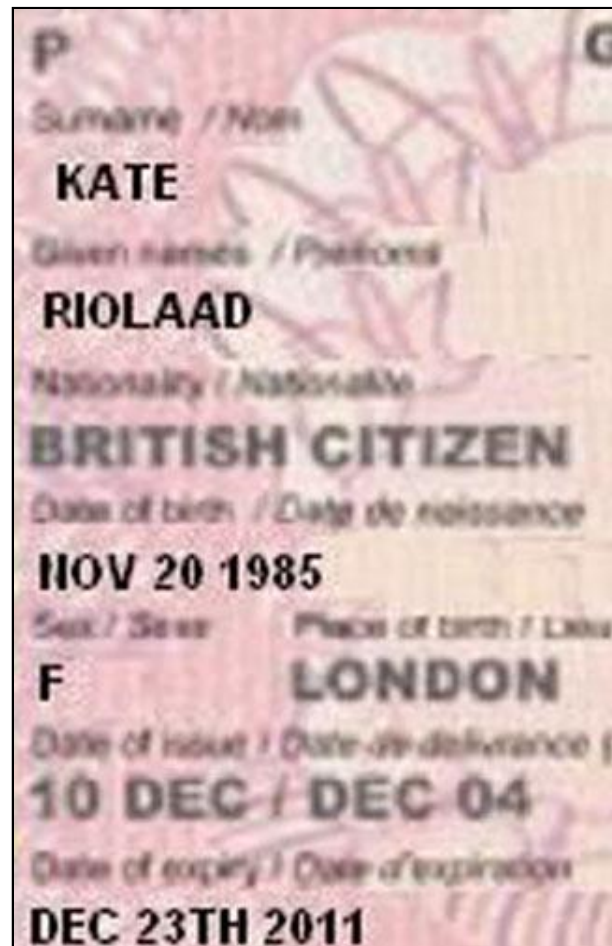 P G
Surname / Nom
KATE
Given names / Prénoms
RIOLAAD
Nationality / Nationalité
BRITISH CITIZEN
Date of birth / Date de naissance
NOV 20 1985
Sex / Sexe Place of birth / Lieu
F LONDON
Date of issue / Date de délivrance
10 DEC / DEC 04
Date of expiry / Date d'expiration
DEC 23TH 2011